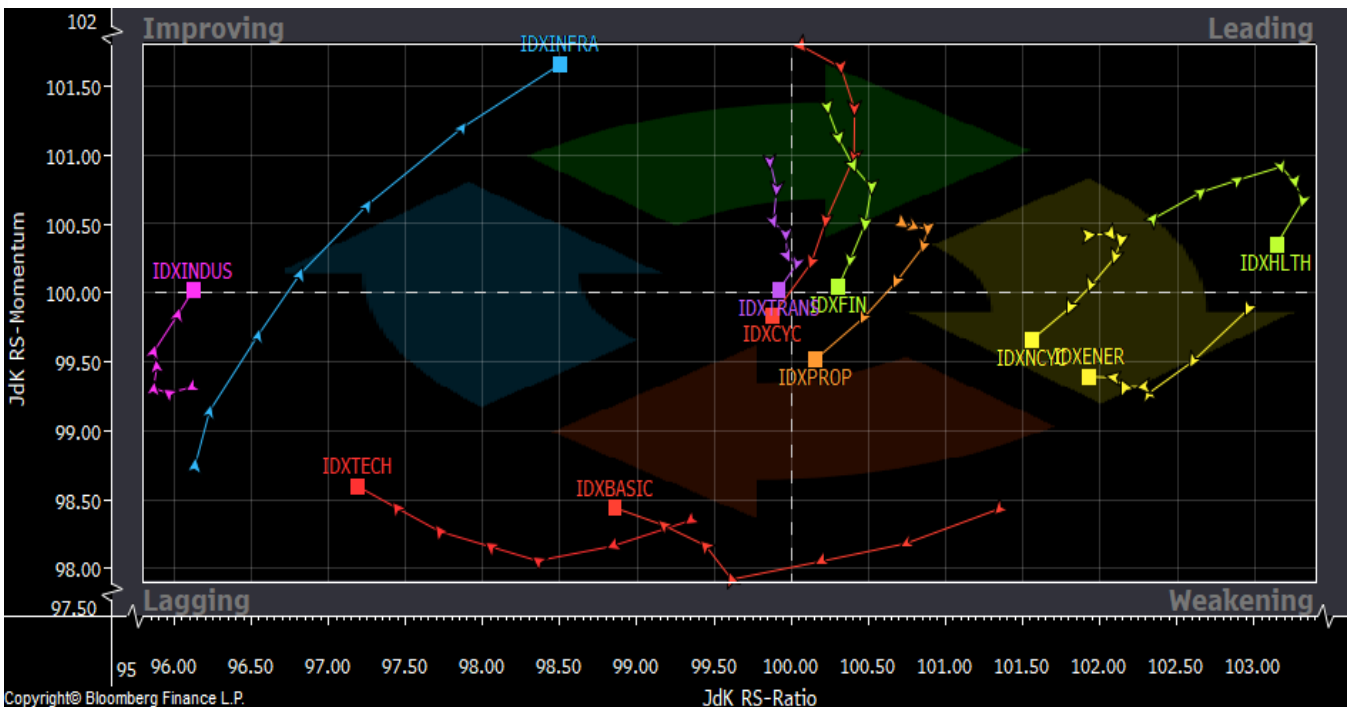 102
Improving
Leading
IDXINFRA
101.50
101.00
100.50
IDXINDUS
IDXHLTH
100.00
IDXTRANS
IDXFIN
IDXCYC
IDXNCYC
IDXENER
99.50
IDXPROP
JdK RS-Momentum
99.00
IDXTECH
IDXBASIC
98.50
98.00
97.50
Lagging
Weakening
95 96.00 96.50 97.00 97.50 98.00 98.50 99.00 99.50 100.00 100.50 101.00 101.50 102.00 102.50 103.00
Copyright© Bloomberg Finance L.P.
JdK RS-Ratio